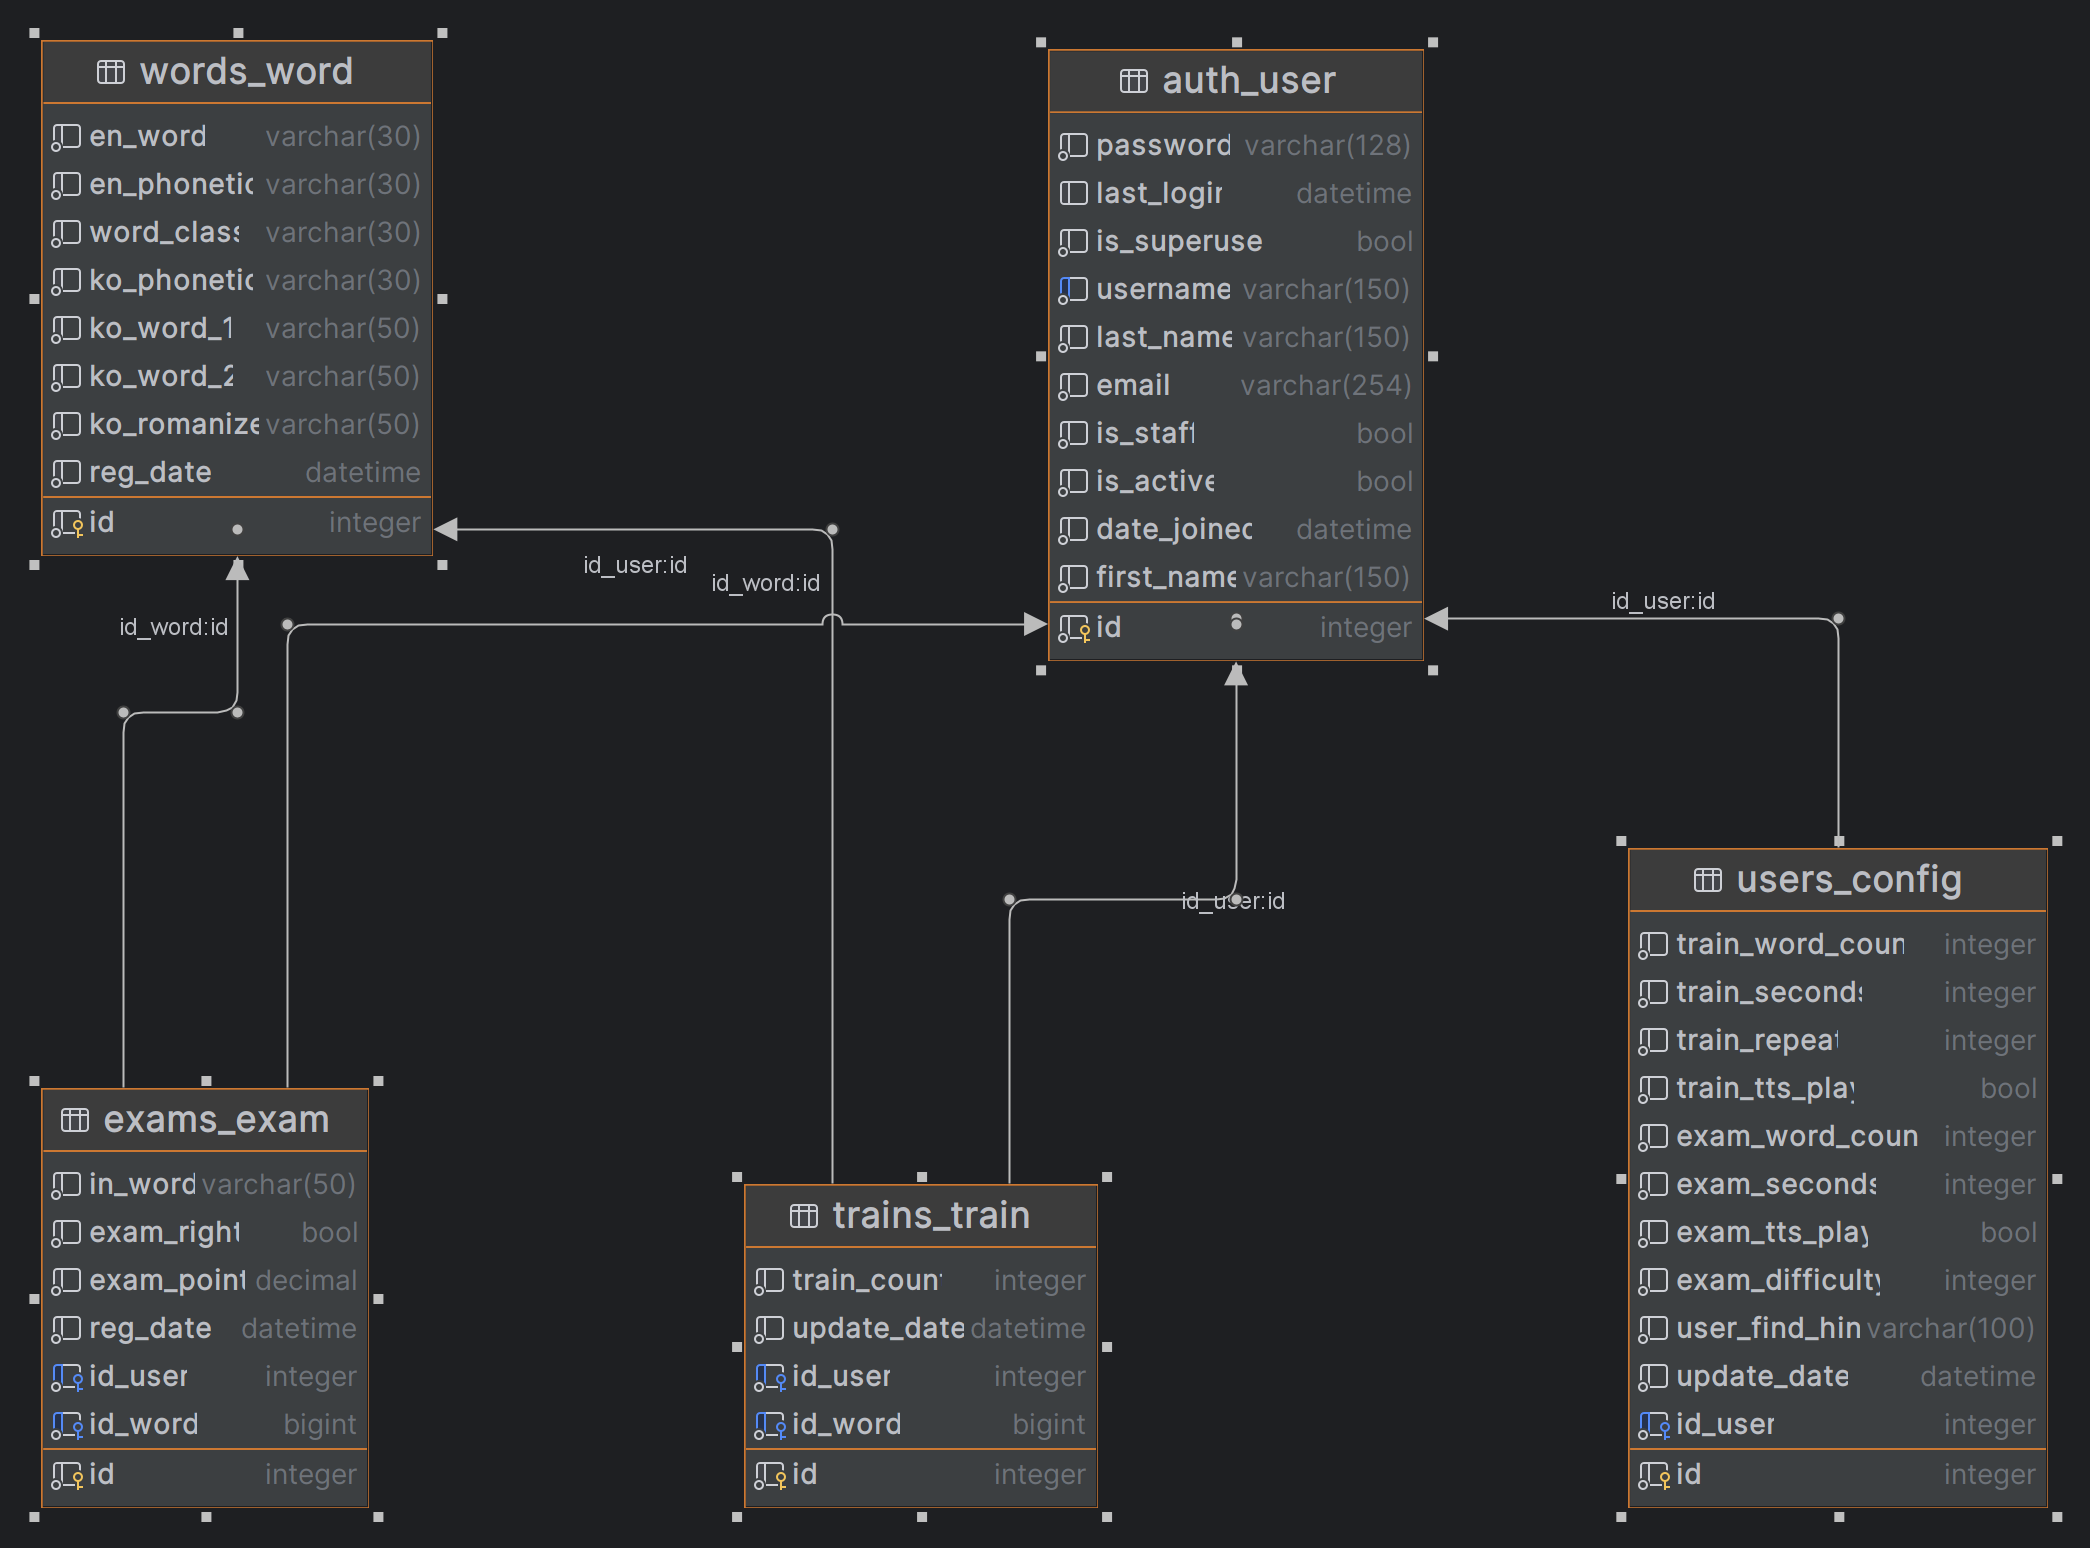 words_word
en_word varchar(30)
en_phonetic varchar(30)
word_class varchar(30)
ko_phonetic varchar(30)
ko_word_1 varchar(50)
ko_word_2 varchar(50)
ko_romanize varchar(50)
reg_date datetime
id integer
auth_user
password varchar(128)
last_login datetime
is_superuse bool
username varchar(150)
last_name varchar(150)
email varchar(254)
is_staff bool
is_active bool
date_joined datetime
first_name varchar(150)
id integer
id_user:id
id_word:id
id_word:id
id_user:id
id_user:id
users_config
train_word_coun integer
train_seconds integer
train_repeat integer
train_tts_play bool
exam_word_coun integer
exam_seconds integer
exam_tts_play bool
exam_difficulty integer
user_find_hin varchar(100)
update_date datetime
id_user integer
id integer
exams_exam
in_word varchar(50)
exam_right bool
exam_point decimal
reg_date datetime
id_user integer
id_word bigint
id integer
trains_train
train_count integer
update_date datetime
id_user integer
id_word bigint
id integer